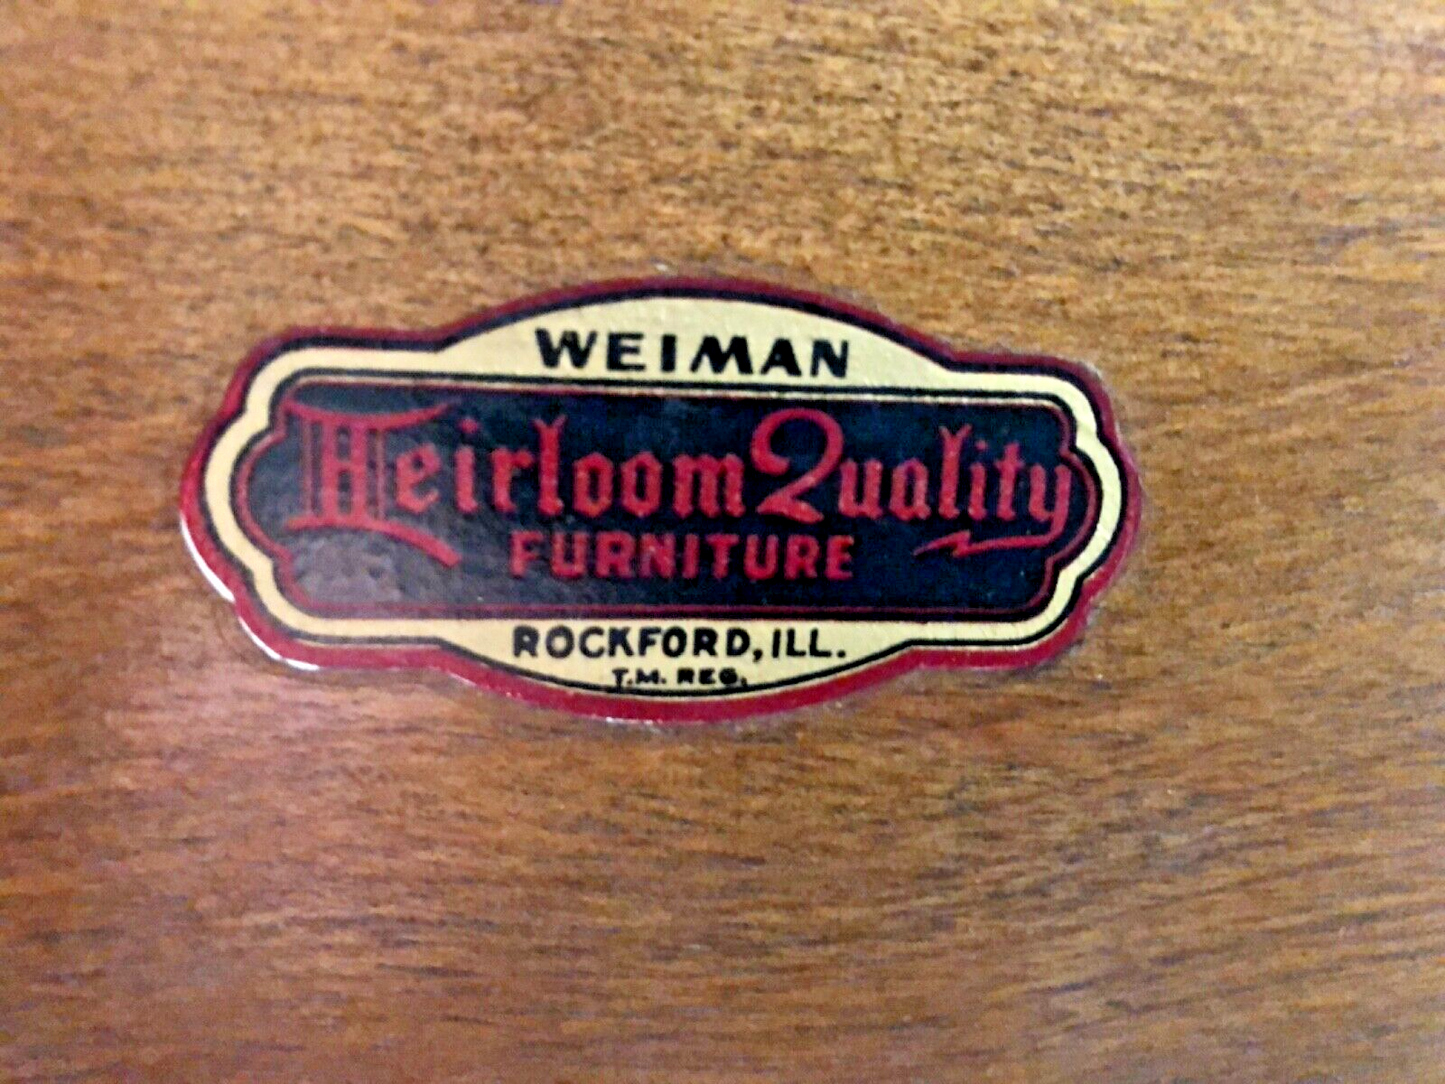 WEIMAN
Heirloom Quality
FURNITURE
ROCKFORD, ILL.
T.M. REG.